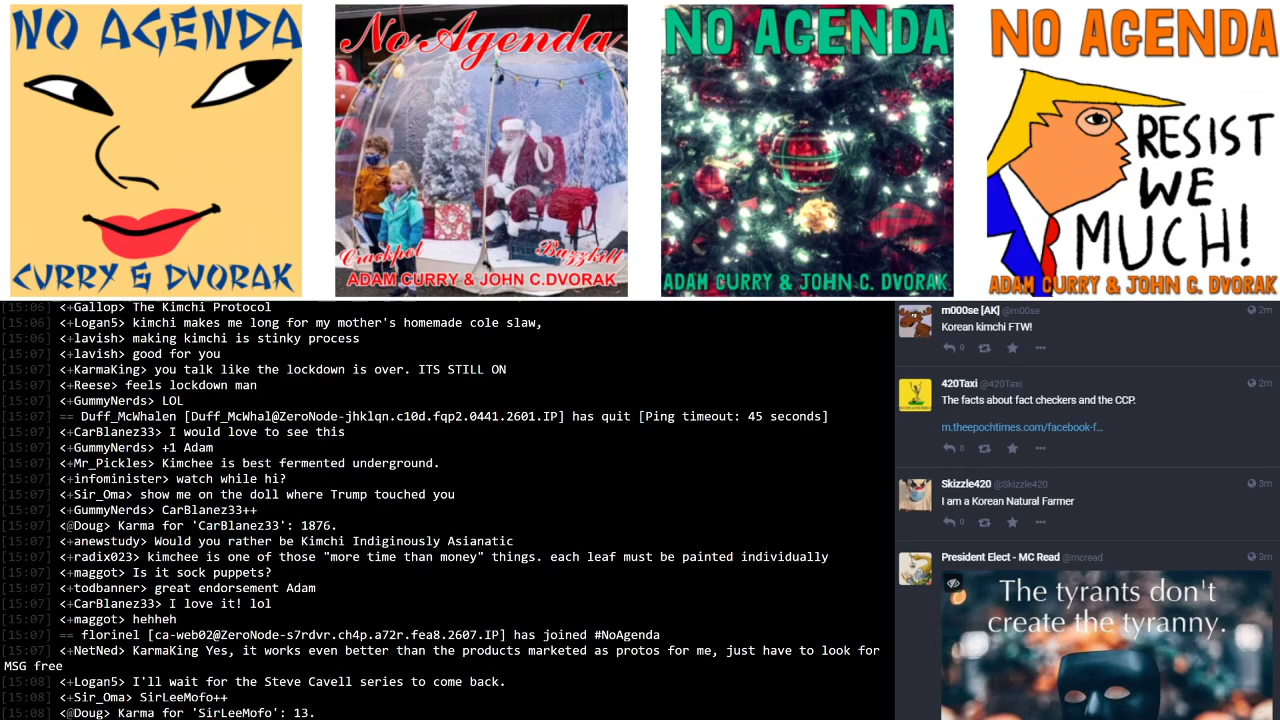 NO AGENDA
CURRY & DVORAK
No Agenda
Crackpot
Buzzkill
ADAM CURRY & JOHN C. DVORAK
NO AGENDA
ADAM CURRY & JOHN C. DVORAK
NO AGENDA
RESIST
WE
MUCH!
ADAM CURRY & JOHN C. DVORAK
[15:06] <+Gallop> The Kimchi Protocol
[15:06] <+Logan5> kimchi makes me long for my mother's homemade cole slaw,
[15:06] <+lavish> making kimchi is stinky process
[15:07] <+lavish> good for you
[15:07] <+KarmaKing> you talk like the lockdown is over. ITS STILL ON
[15:07] <+Reese> feels lockdown man
[15:07] <+GummyNerds> LOL
[15:07] == Duff_McWhalen [Duff_McWhal@ZeroNode-jhklqn.c10d.fqp2.0441.2601.IP] has quit [Ping timeout: 45 seconds]
[15:07] <+CarBlanez33> I would love to see this
[15:07] <+GummyNerds> +1 Adam
[15:07] <+Mr_Pickles> Kimchee is best fermented underground.
[15:07] <+infominister> watch while hi?
[15:07] <+Sir_Oma> show me on the doll where Trump touched you
[15:07] <+GummyNerds> CarBlanez33++
[15:07] <@Doug> Karma for 'CarBlanez33': 1876.
[15:07] <+anewstudy> Would you rather be Kimchi Indiginously Asianatic
[15:07] <+radix023> kimchee is one of those "more time than money" things. each leaf must be painted individually
[15:07] <+maggot> Is it sock puppets?
[15:07] <+todbanner> great endorsement Adam
[15:07] <+CarBlanez33> I love it! lol
[15:07] <+maggot> hehheh
[15:07] == florinel [ca-web02@ZeroNode-s7rdvr.ch4p.a72r.fea8.2607.IP] has joined #NoAgenda
[15:07] <+NetNed> KarmaKing Yes, it works even better than the products marketed as protos for me, just have to look for
MSG free
[15:08] <+Logan5> I'll wait for the Steve Cavell series to come back.
[15:08] <+Sir_Oma> SirLeeMofo++
[15:08] <@Doug> Karma for 'SirLeeMofo': 13.
m000se [AK] @m00se 2m
Korean kimchi FTW!
0
420Taxi @420Taxi 2m
The facts about fact checkers and the CCP.
m.theepochtimes.com/facebook-f...
0
Skizzle420 @Skizzle420 3m
I am a Korean Natural Farmer
0
President Elect - MC Read @mcread 3m
The tyrants don't
create the tyranny.